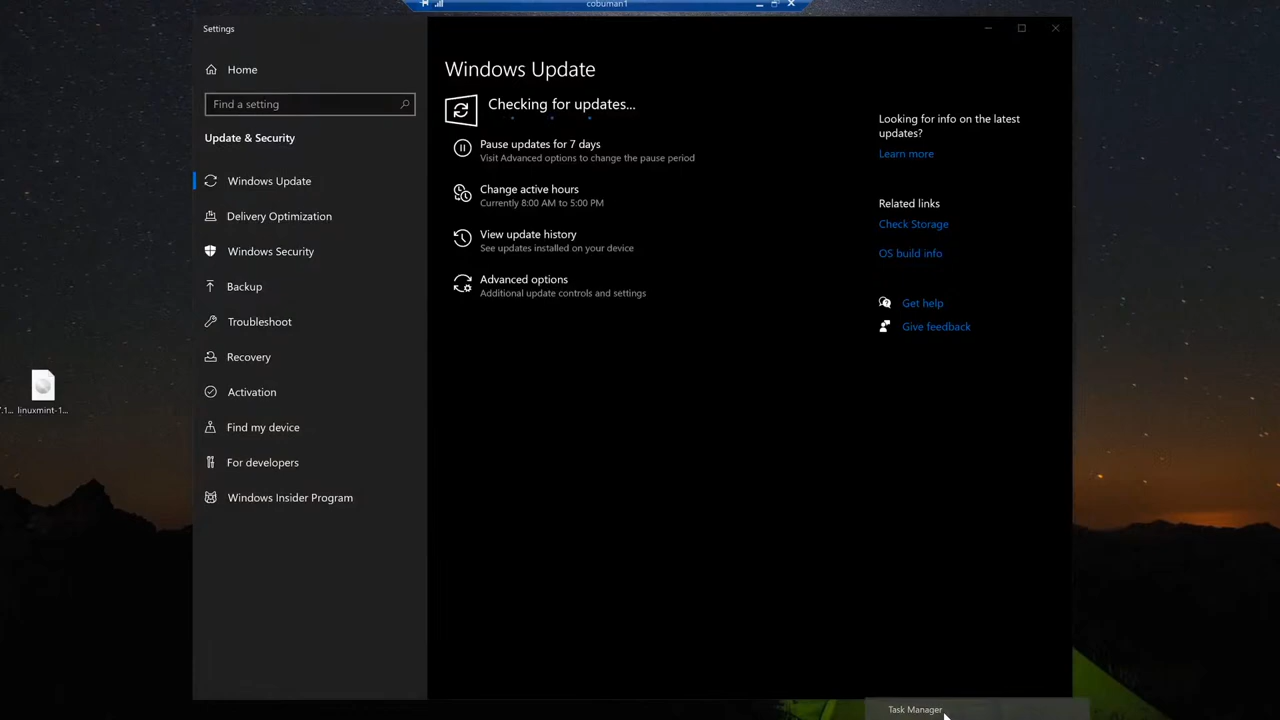 cobuman1
Settings
Home
Find a setting
Update & Security
Windows Update
Delivery Optimization
Windows Security
Backup
Troubleshoot
Recovery
Activation
Find my device
For developers
Windows Insider Program
Windows Update
Checking for updates...
Pause updates for 7 days
Visit Advanced options to change the pause period
Change active hours
Currently 8:00 AM to 5:00 PM
View update history
See updates installed on your device
Advanced options
Additional update controls and settings
Looking for info on the latest
updates?
Learn more
Related links
Check Storage
OS build info
Get help
Give feedback
linuxmint-1...
Task Manager